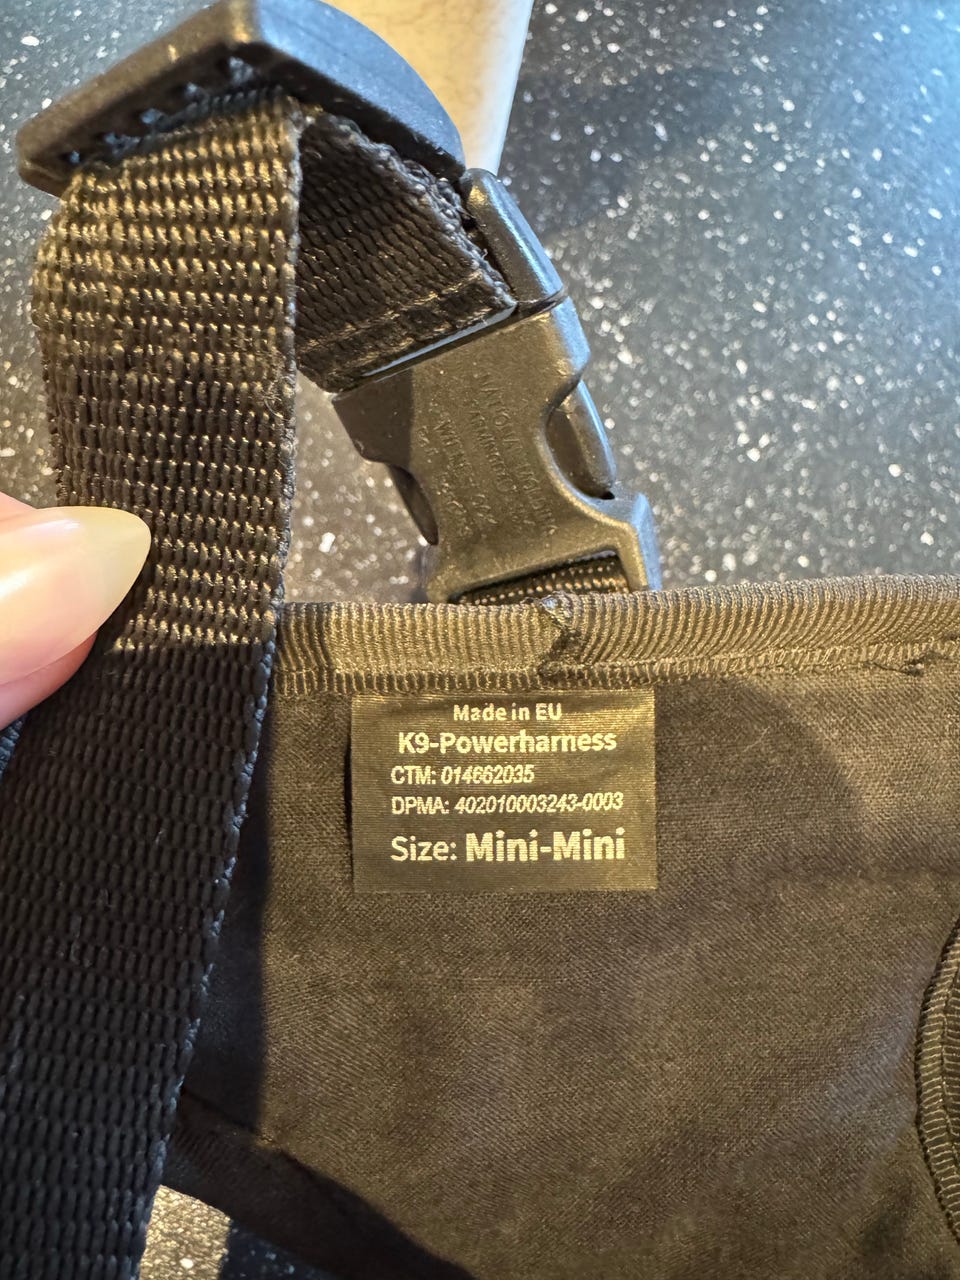 Made in EU
K9-Powerharness
CTM: 014662035
DPMA: 402010003243-0003
Size: Mini-Mini